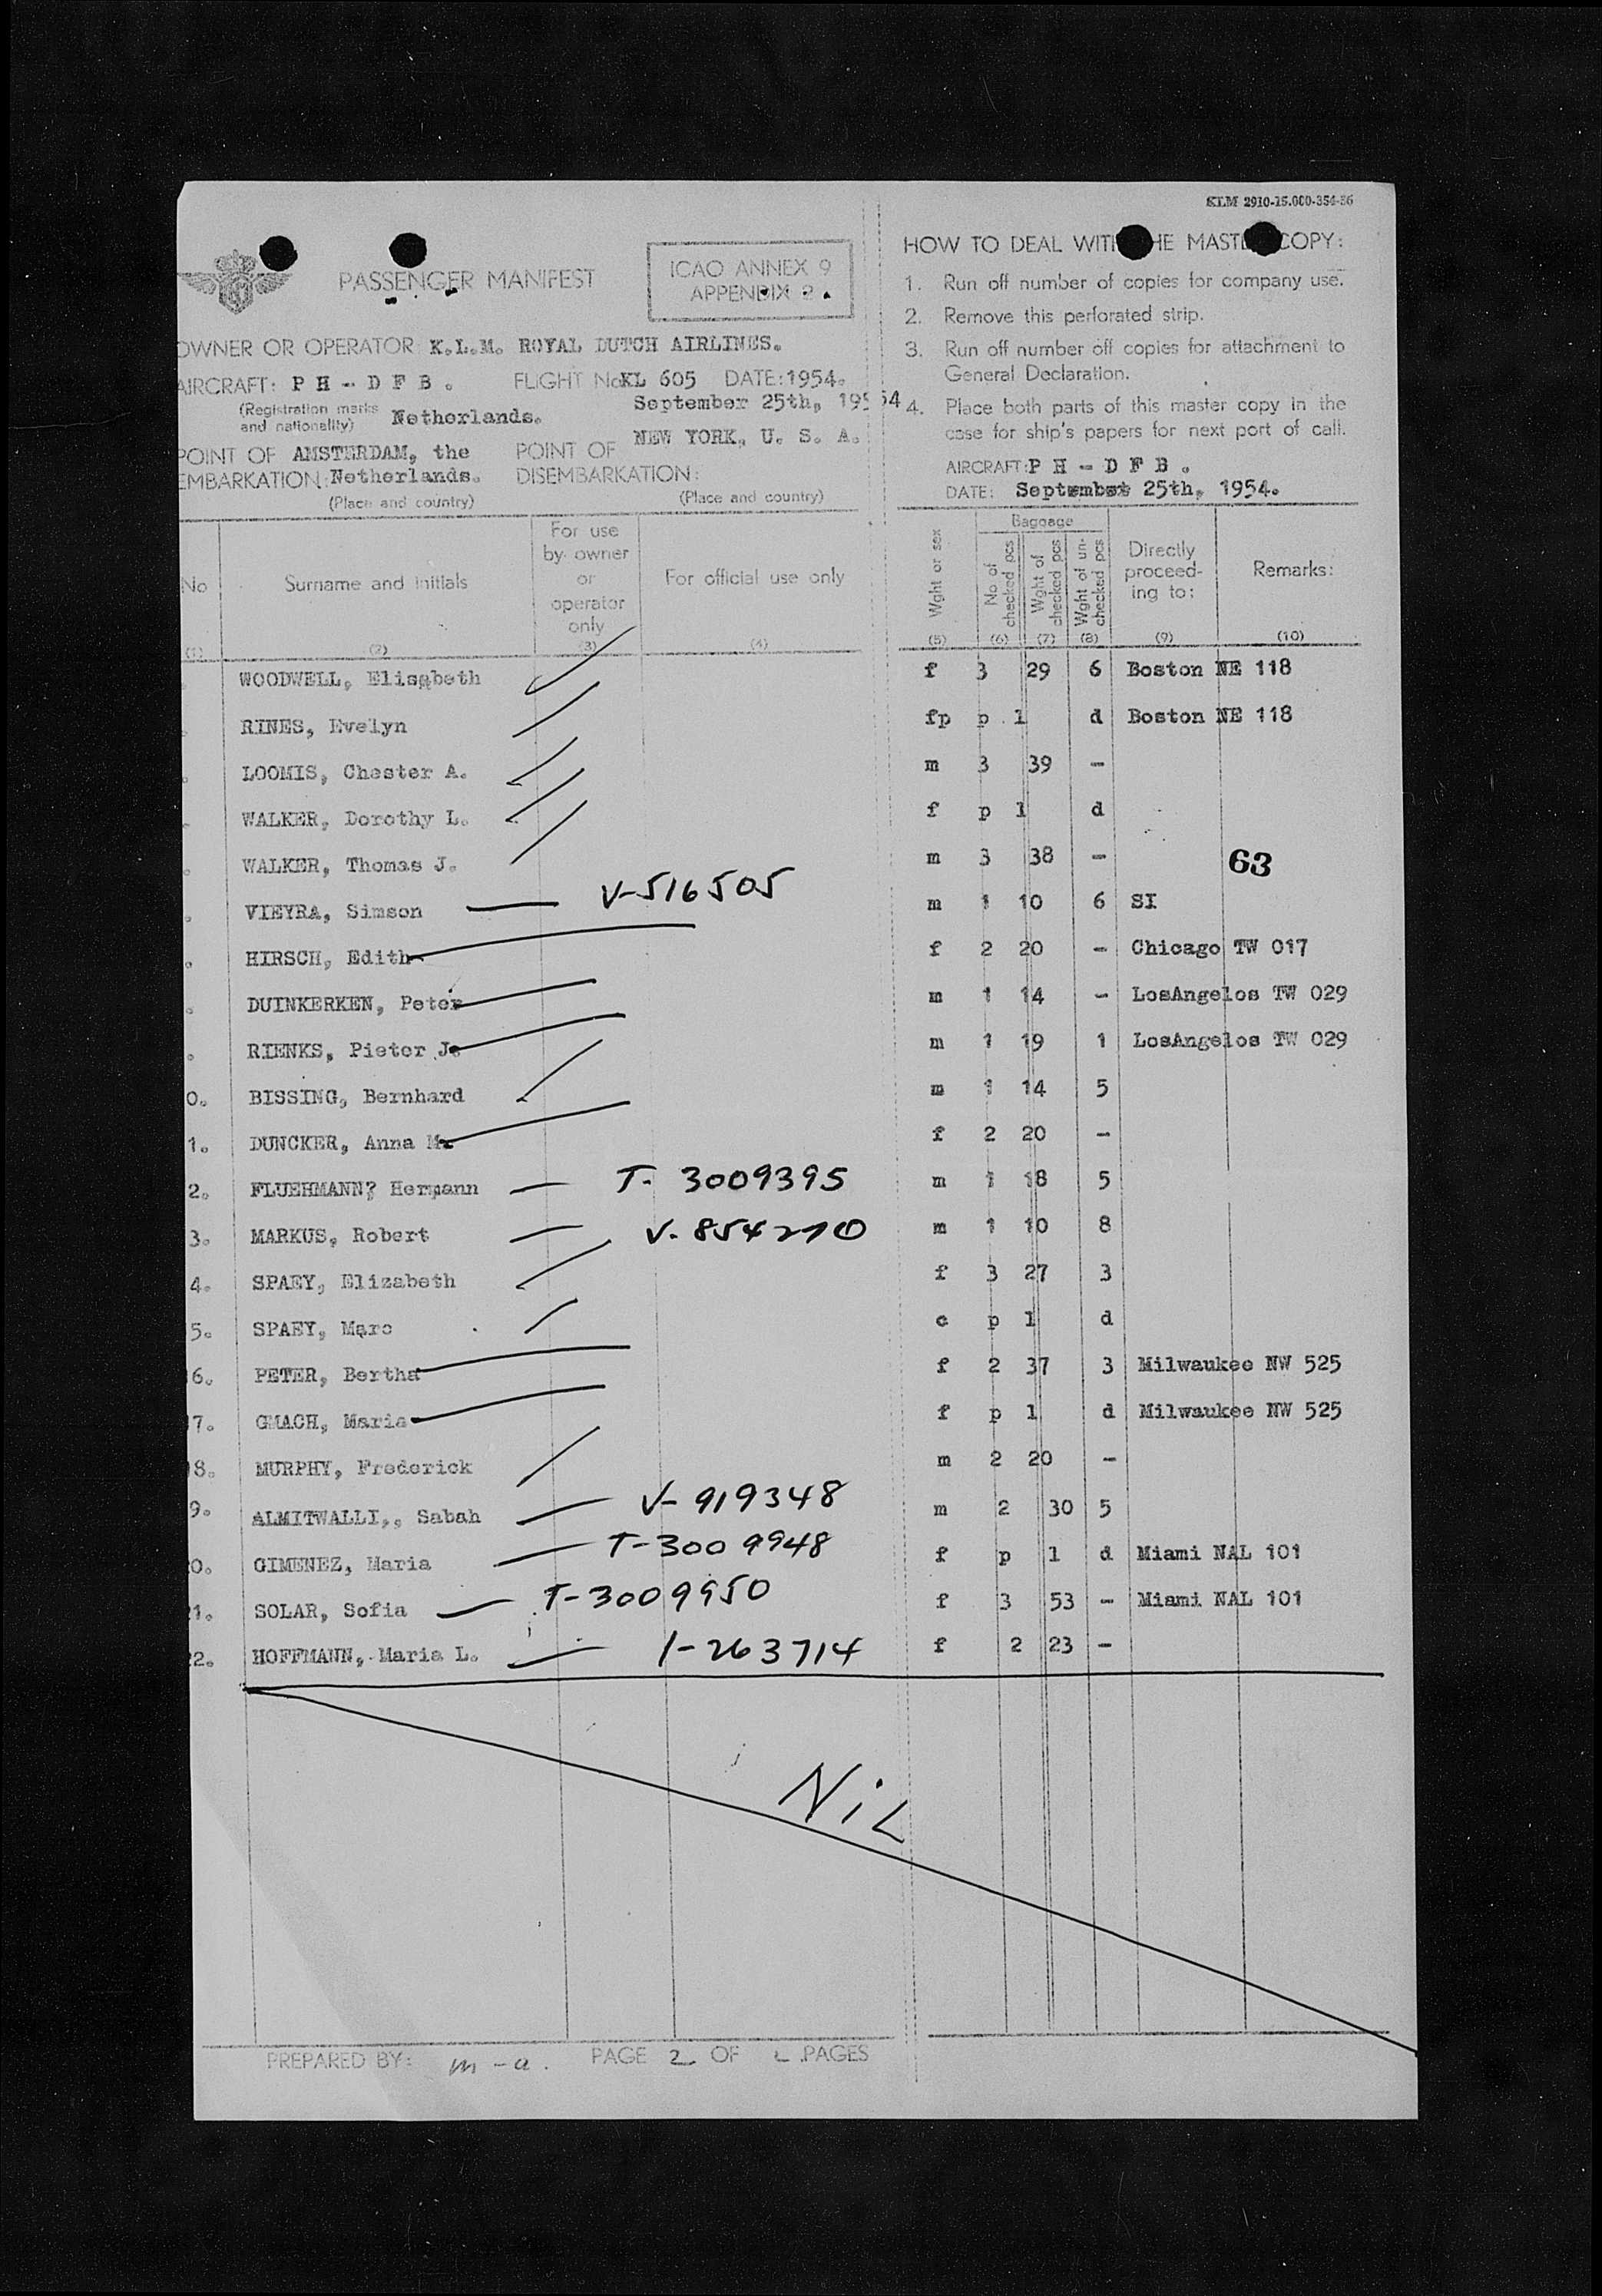 KLM 2910-15.000-354-36
PASSENGER MANIFEST
ICAO ANNEX 9
APPENDIX 2.
OWNER OR OPERATOR K.L.M. ROYAL DUTCH AIRLINES.
AIRCRAFT: P H - D F B . FLIGHT No. KL 605 DATE: 1954.
(Registration marks and nationality) Netherlands. September 25th, 1954
POINT OF EMBARKATION: AMSTERDAM, the Netherlands. POINT OF DISEMBARKATION: NEW YORK, U. S. A.
(Place and country) (Place and country)
HOW TO DEAL WITH THE MASTER COPY:
1. Run off number of copies for company use.
2. Remove this perforated strip.
3. Run off number off copies for attachment to
General Declaration.
4. Place both parts of this master copy in the
case for ship's papers for next port of call.
AIRCRAFT: P H - D F B .
DATE: September 25th, 1954.
No Surname and initials For use by owner or operator only For official use only Wght or sex Baggage No of checked pcs Wght of checked pcs Wght of un-checked pcs Directly proceed-ing to: Remarks:
(1) (2) (3) (4) (5) (6) (7) (8) (9) (10)
WOODWELL, Elisabeth f 3 29 6 Boston NE 118
RINES, Evelyn fp p 1 d Boston NE 118
LOOMIS, Chester A. m 3 39 -
WALKER, Dorothy L. f p 1 d
WALKER, Thomas J. m 3 38 - 63
VIEYRA, Simson V-516505 m 1 10 6 SI
HIRSCH, Edith f 2 20 - Chicago TW 017
DUINKERKEN, Peter m 1 14 - LosAngelos TW 029
RIENKS, Pieter J. m 1 19 1 LosAngelos TW 029
0. BISSING, Bernhard m 1 14 5
1. DUNCKER, Anna M. f 2 20 -
2. FLUEHMANN? Hermann T- 3009395 m 1 18 5
3. MARKUS, Robert V- 854270 m 1 10 8
4. SPAEY, Elizabeth f 3 27 3
5. SPAEY, Marc c p 1 d
6. PETER, Bertha f 2 37 3 Milwaukee NW 525
7. GMACH, Maria f p 1 d Milwaukee NW 525
8. MURPHY, Frederick m 2 20 -
9. ALMITWALLI,, Sabah V- 919348 m 2 30 5
0. GIMENEZ, Maria T-3009948 f p 1 d Miami NAL 101
1. SOLAR, Sofia T-3009950 f 3 53 - Miami NAL 101
22. HOFFMANN, Maria L. 1-263714 f 2 23 -
NiL
PREPARED BY: m-a. PAGE 2 OF 2 PAGES